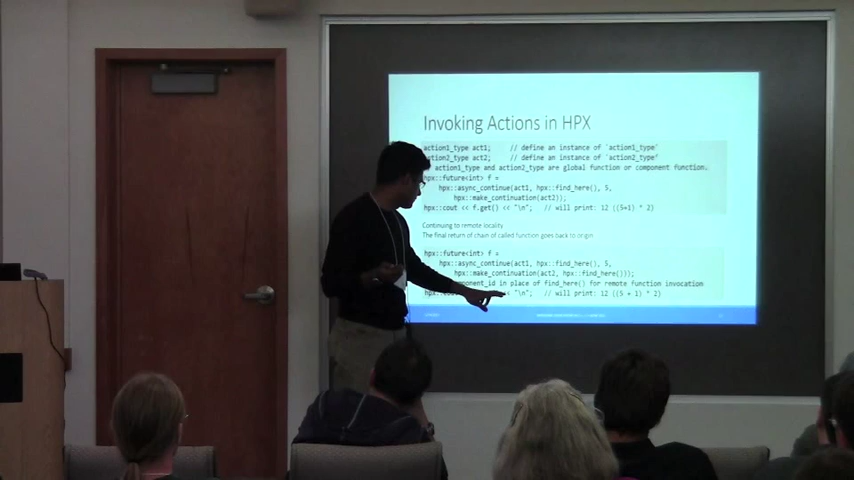 Invoking Actions in HPX
action1_type act1; // define an instance of `action1_type`
action2_type act2; // define an instance of `action2_type`
action1_type and action2_type are global function or component function.
hpx::future<int> f =
hpx::async_continue(act1, hpx::find_here(), 5,
hpx::make_continuation(act2));
hpx::cout << f.get() << "\n"; // will print: 12 ((5+1) * 2)
Continuing to remote locality
The final return of chain of called function goes back to origin
hpx::future<int> f =
hpx::async_continue(act1, hpx::find_here(), 5,
hpx::make_continuation(act2, hpx::find_here()));
in place of find_here() for remote function invocation
<< "\n"; // will print: 12 ((5 + 1) * 2)